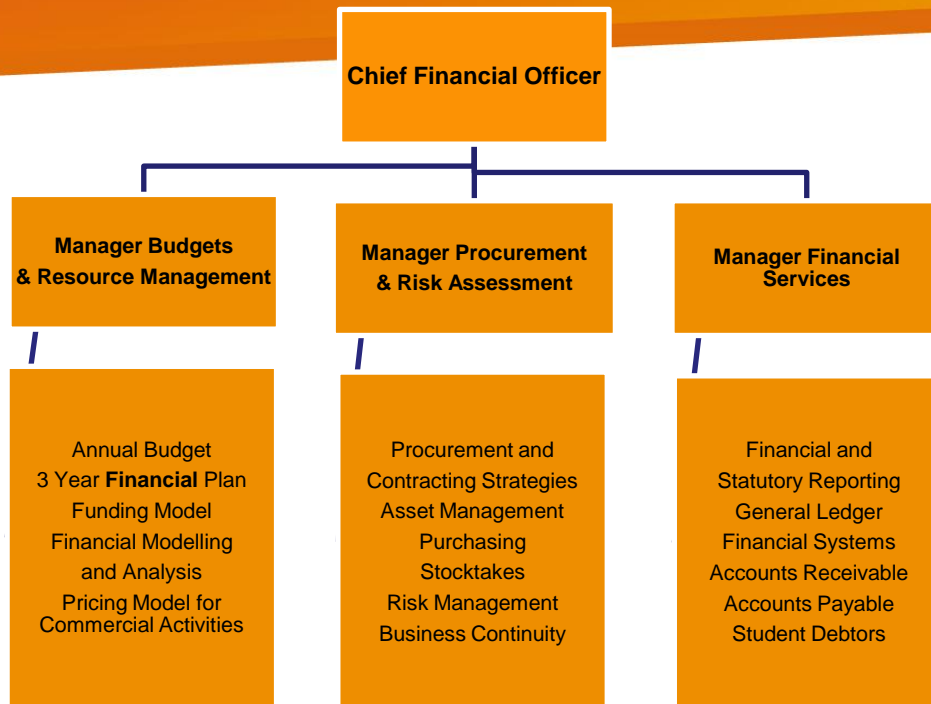 Chief Financial Officer
Manager Budgets
& Resource Management
Manager Procurement
& Risk Assessment
Manager Financial
Services
Annual Budget
3 Year Financial Plan
Funding Model
Financial Modelling
and Analysis
Pricing Model for
Commercial Activities
Procurement and
Contracting Strategies
Asset Management
Purchasing
Stocktakes
Risk Management
Business Continuity
Financial and
Statutory Reporting
General Ledger
Financial Systems
Accounts Receivable
Accounts Payable
Student Debtors